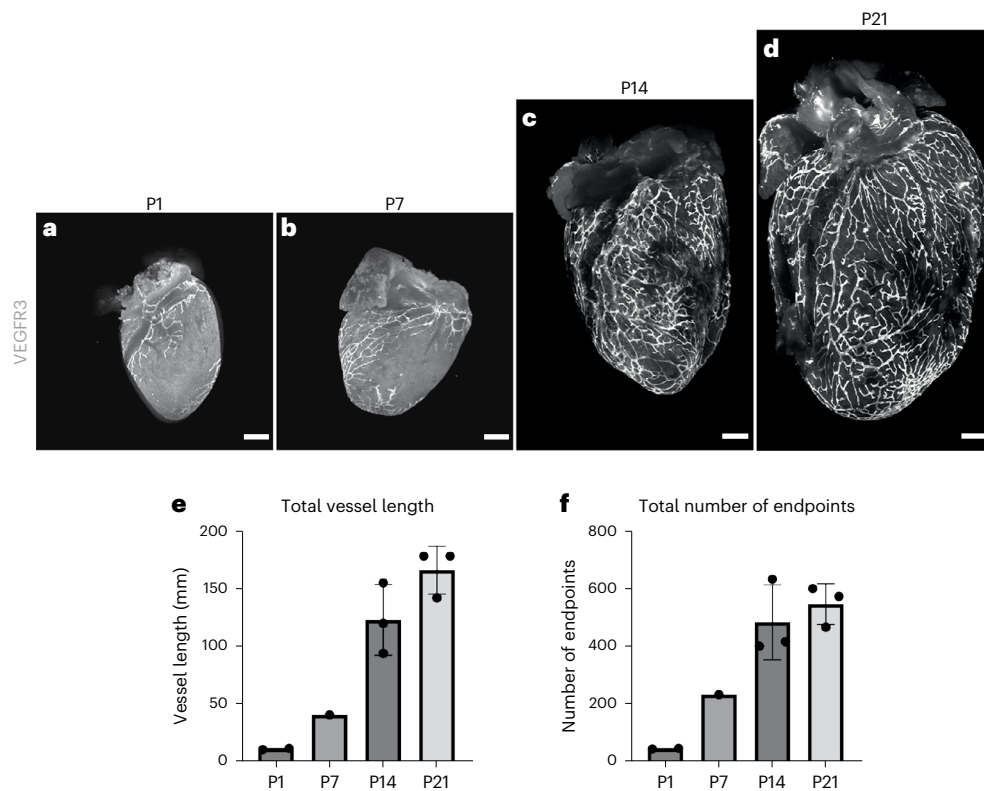 P21
d
P14
c
P1
P7
a
b
VEGFR3
e
Total vessel length
200
150
100
50
0
Vessel length (mm)
P1 P7 P14 P21
f
Total number of endpoints
800
600
400
200
0
Number of endpoints
P1 P7 P14 P21